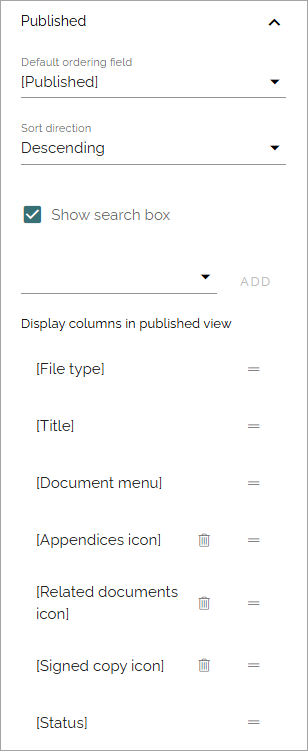 Published
Default ordering field
[Published]
Sort direction
Descending
Show search box
ADD
Display columns in published view
[File type]
[Title]
[Document menu]
[Appendices icon]
[Related documents
icon]
[Signed copy icon]
[Status]